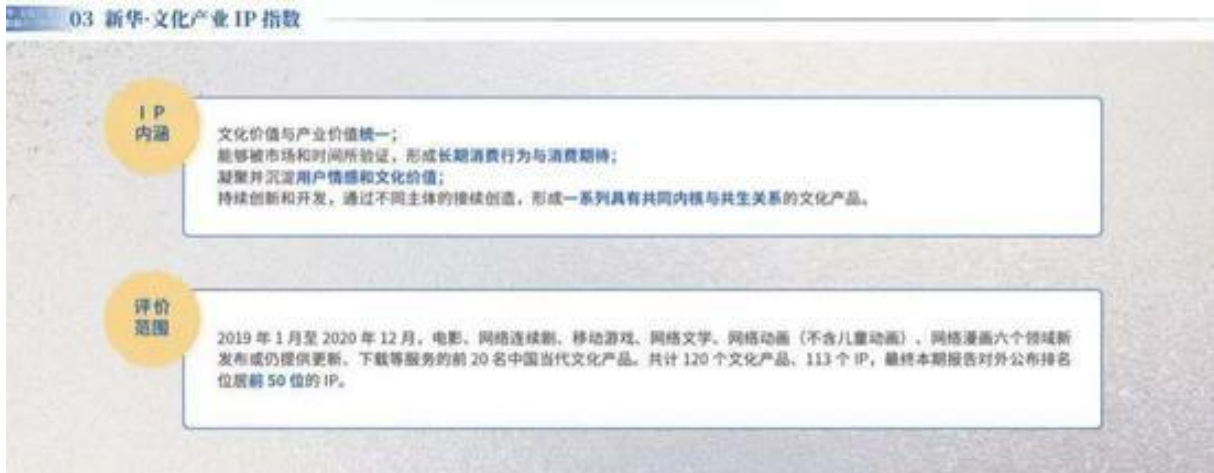 03 新华·文化产业 IP 指数
IP
内涵
文化价值与产业价值统一；
能够被市场和时间所验证，形成长期消费行为与消费期待；
凝聚并沉淀用户情感和文化价值；
持续创新和开发，通过不同主体的接续创造，形成一系列具有共同内核与共生关系的文化产品。
评价
范围
2019 年 1 月至 2020 年 12 月，电影、网络连续剧、移动游戏、网络文学、网络动画（不含儿童动画）、网络漫画六个领域新
发布或仍提供更新、下载等服务的前 20 名中国当代文化产品。共计 120 个文化产品、113 个 IP，最终本期报告对外公布排名
位居前 50 位的 IP。